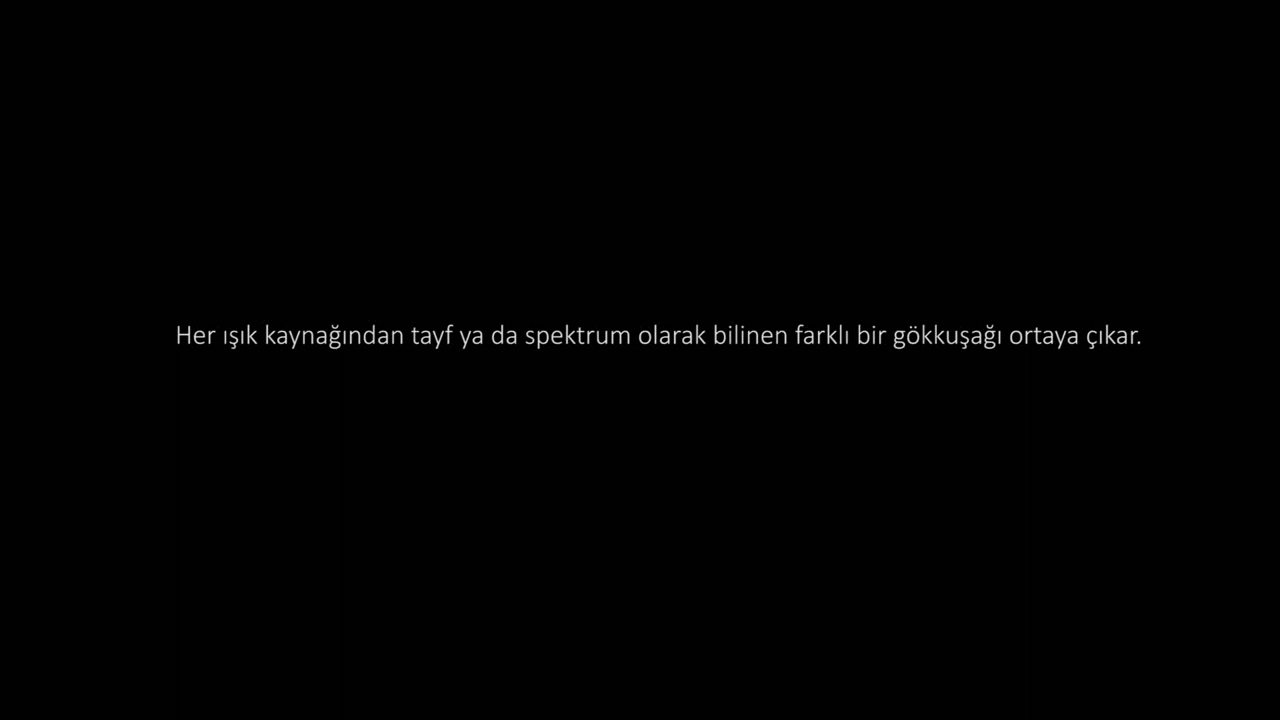 Her ışık kaynağından tayf ya da spektrum olarak bilinen farklı bir gökkuşağı ortaya çıkar.